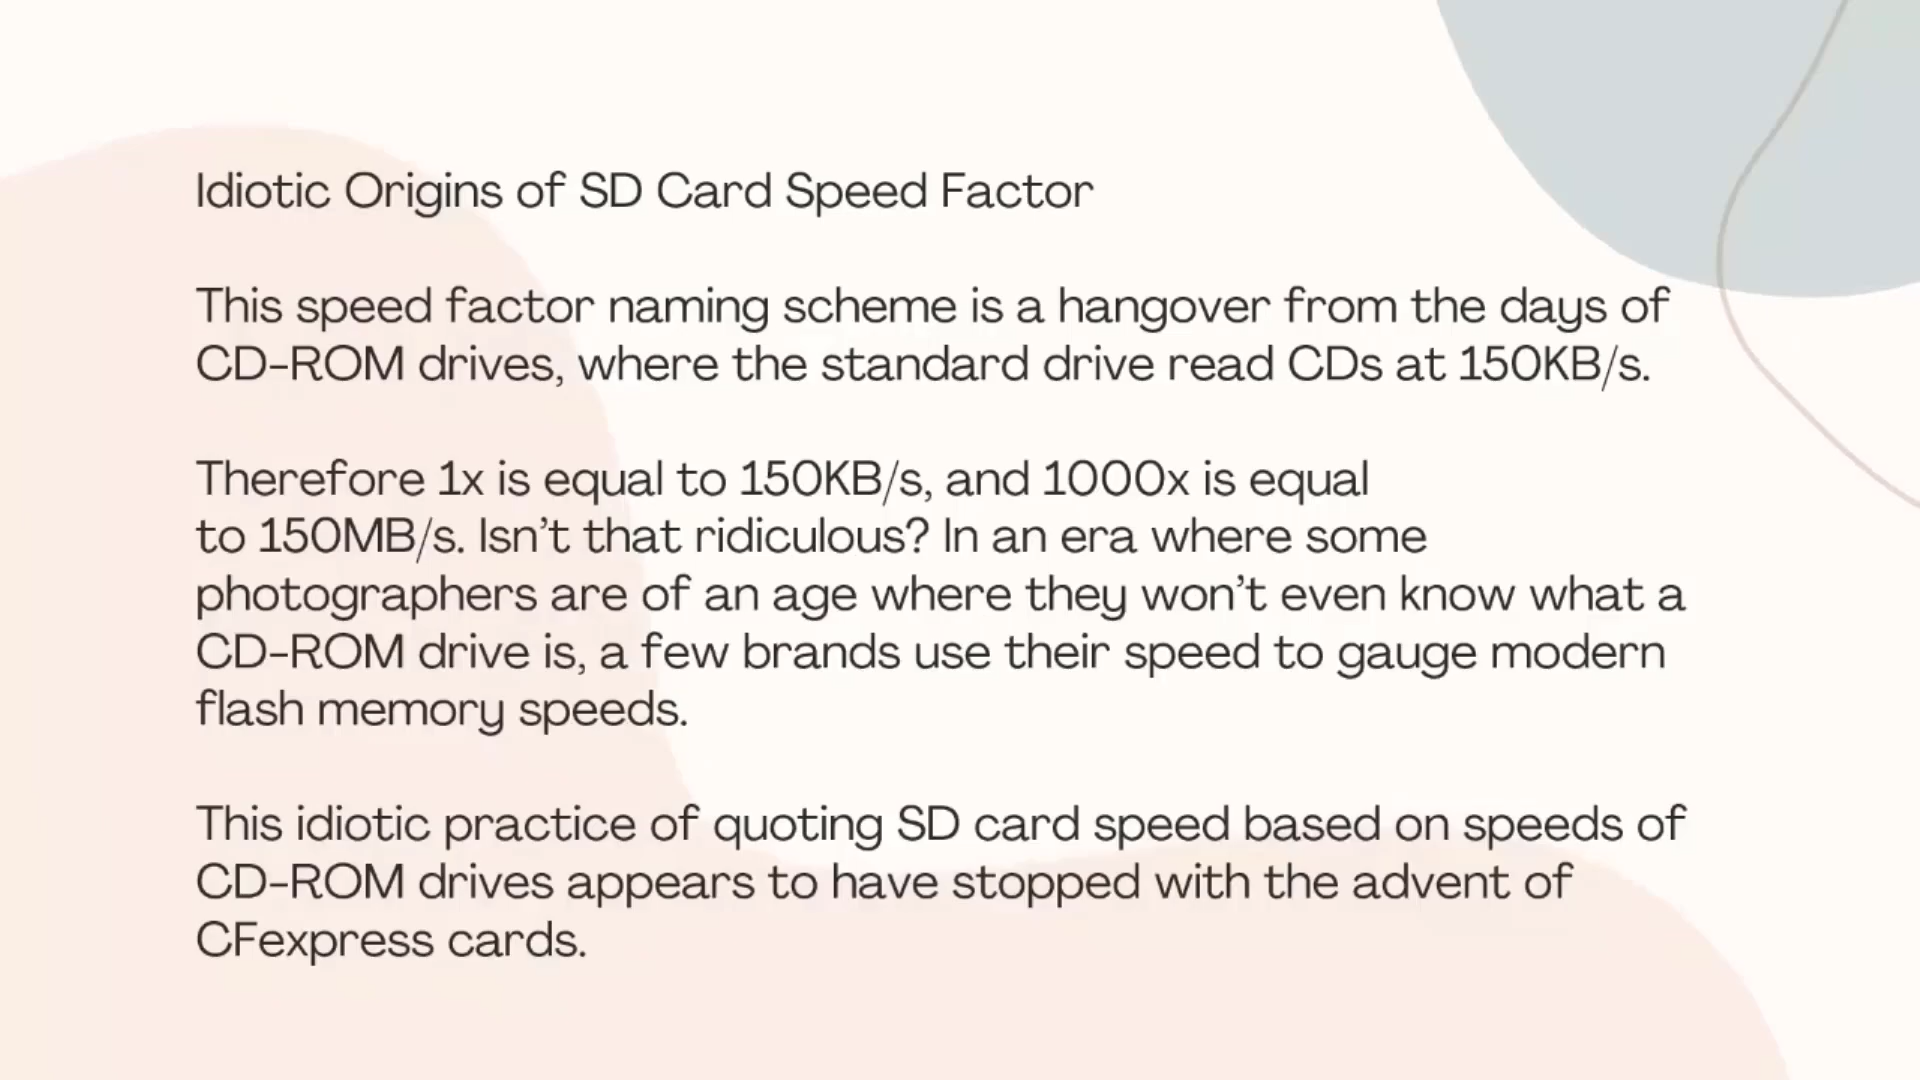 Idiotic Origins of SD Card Speed Factor
This speed factor naming scheme is a hangover from the days of
CD-ROM drives, where the standard drive read CDs at 150KB/s.
Therefore 1x is equal to 150KB/s, and 1000x is equal
to 150MB/s. Isn’t that ridiculous? In an era where some
photographers are of an age where they won’t even know what a
CD-ROM drive is, a few brands use their speed to gauge modern
flash memory speeds.
This idiotic practice of quoting SD card speed based on speeds of
CD-ROM drives appears to have stopped with the advent of
CFexpress cards.